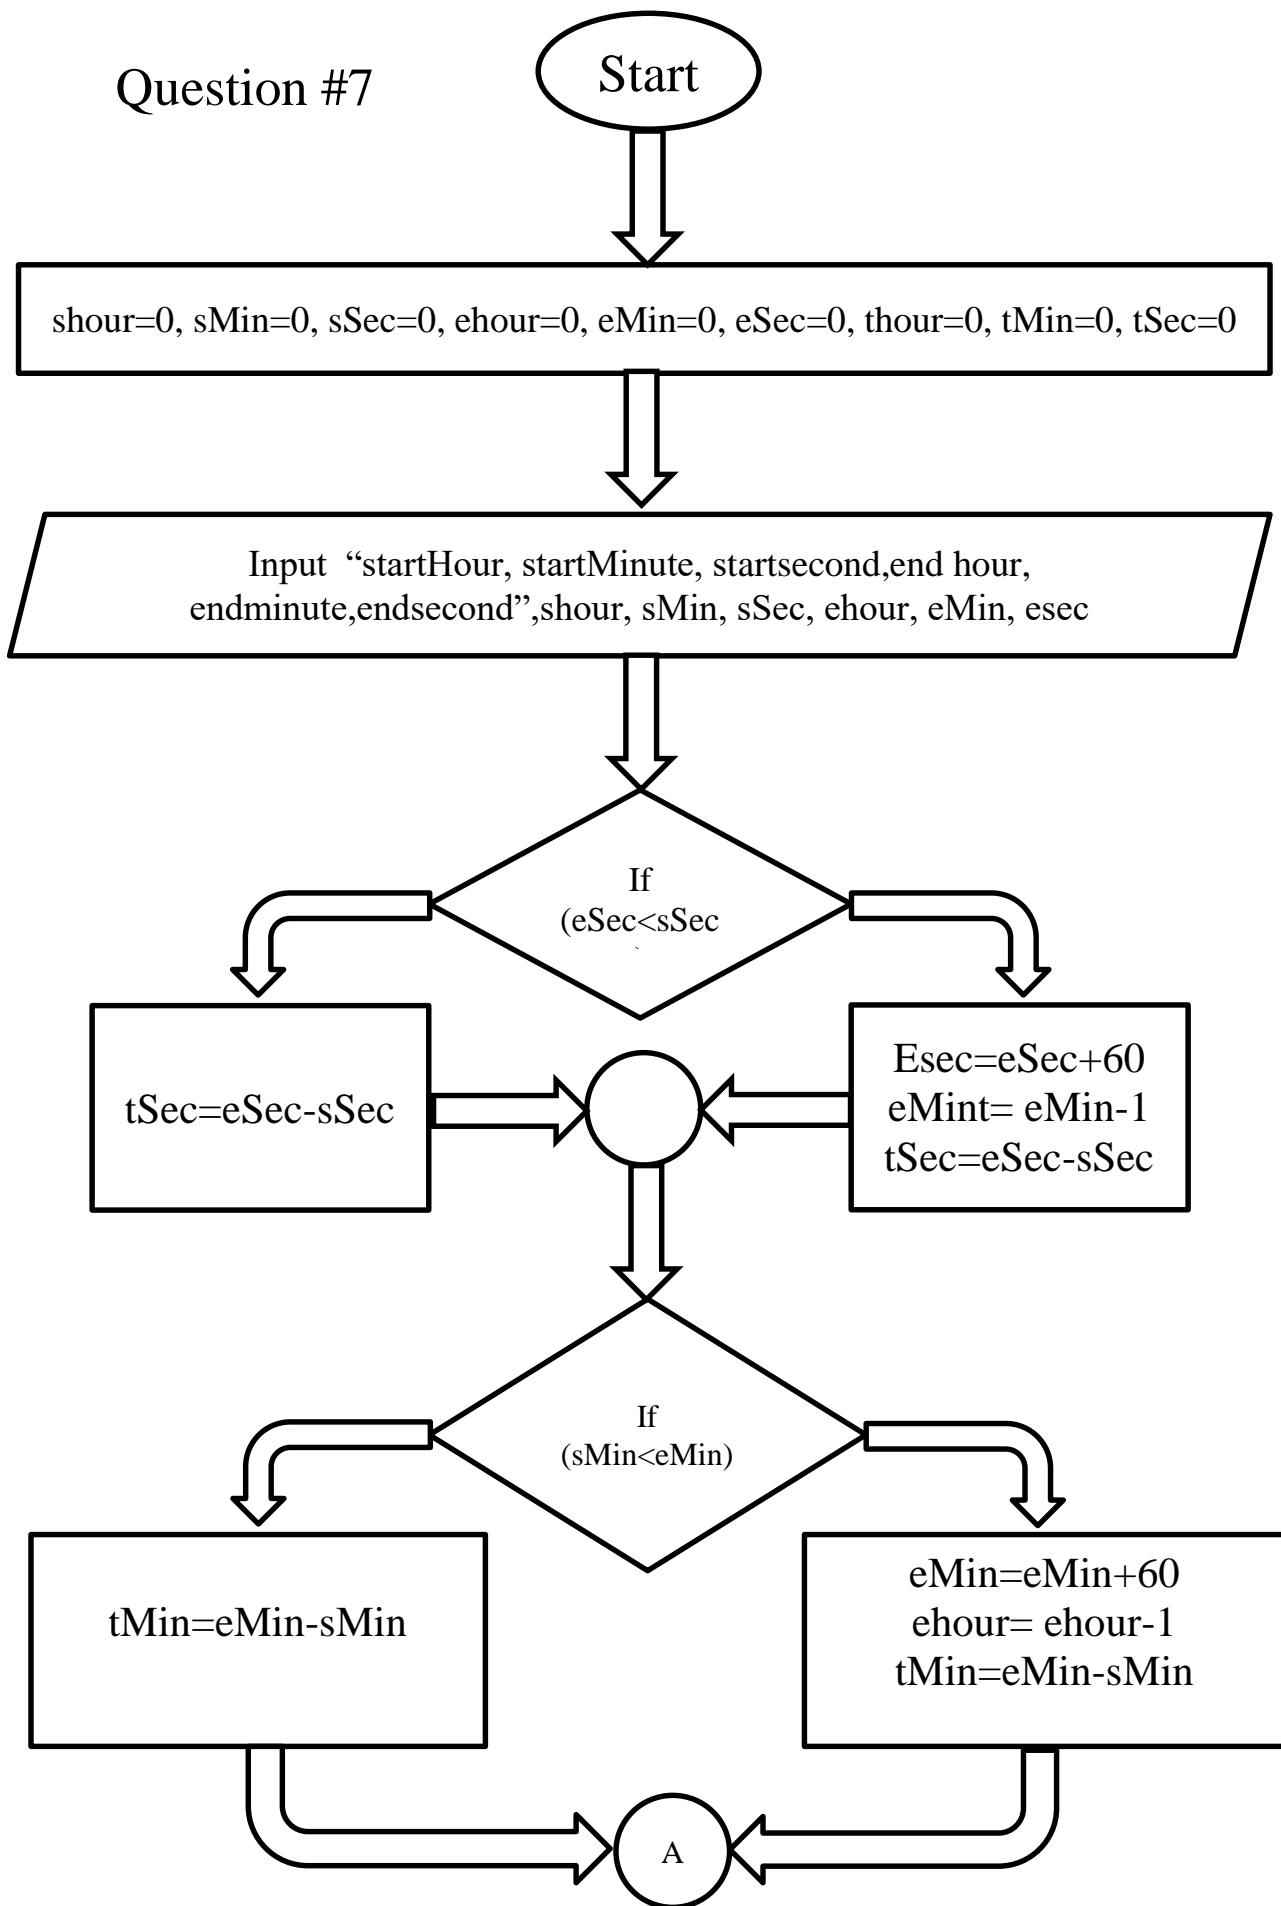 Question #7
Start
shour=0, sMin=0, sSec=0, ehour=0, eMin=0, eSec=0, thour=0, tMin=0, tSec=0
Input “startHour, startMinute, startsecond,end hour,
endminute,endsecond”,shour, sMin, sSec, ehour, eMin, esec
If
(eSec<sSec
tSec=eSec-sSec
Esec=eSec+60
eMint= eMin-1
tSec=eSec-sSec
If
(sMin<eMin)
tMin=eMin-sMin
eMin=eMin+60
ehour= ehour-1
tMin=eMin-sMin
A